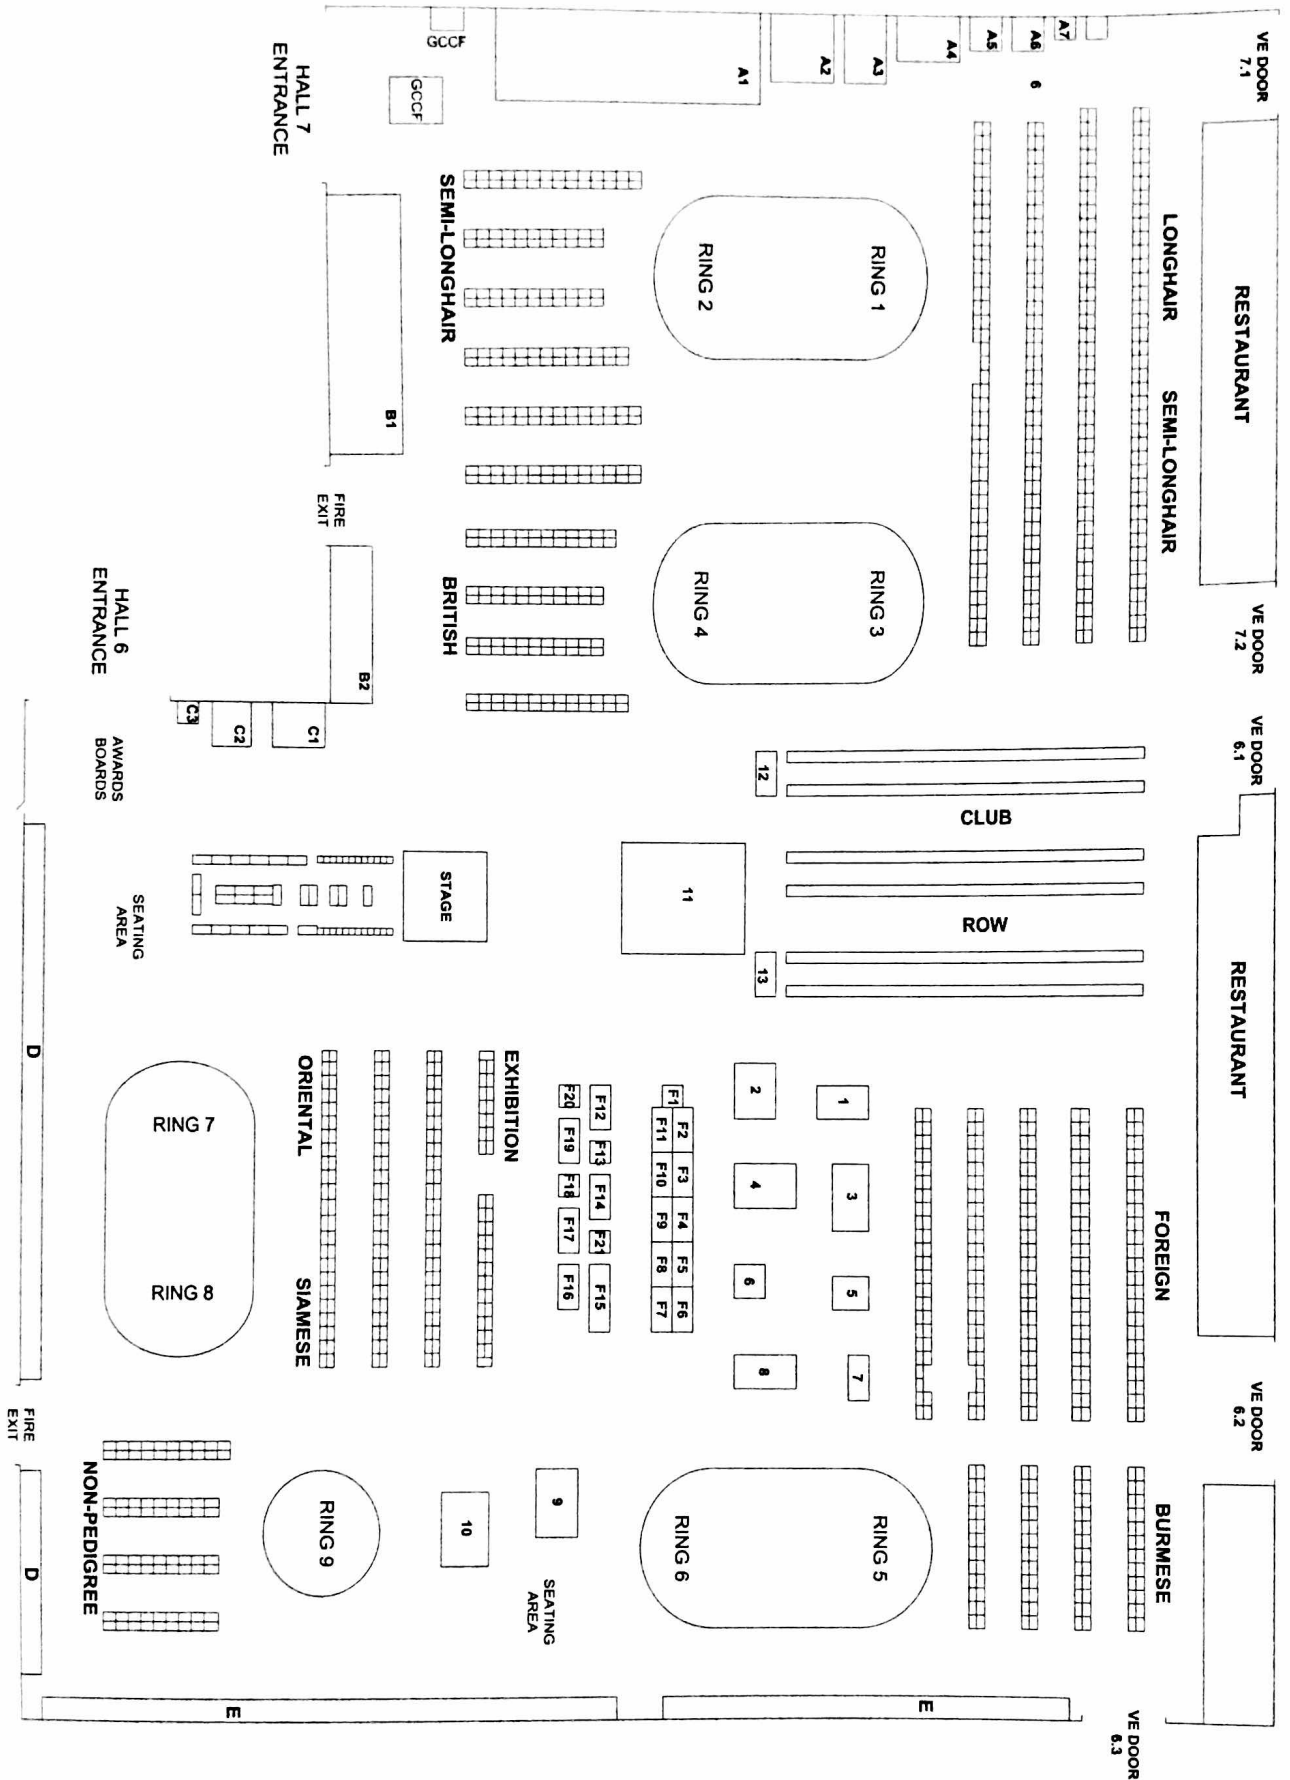 VE DOOR
7.1
RESTAURANT
VE DOOR
7.2
VE DOOR
6.1
RESTAURANT
VE DOOR
6.2
VE DOOR
6.3
LONGHAIR
SEMI-LONGHAIR
FOREIGN
BURMESE
A7
A6
6
A5
A4
A3
A2
A1
GCCF
GCCF
HALL 7
ENTRANCE
RING 1
RING 2
RING 3
RING 4
SEMI-LONGHAIR
BRITISH
B1
FIRE
EXIT
B2
HALL 6
ENTRANCE
C1
C2
C3
AWARDS
BOARDS
12
CLUB
ROW
13
11
STAGE
SEATING
AREA
1
2
3
4
5
6
7
8
F1
F2
F3
F4
F5
F6
F11
F10
F9
F8
F7
F12
F13
F14
F21
F15
F20
F19
F18
F17
F16
EXHIBITION
ORIENTAL
SIAMESE
RING 7
RING 8
D
RING 5
RING 6
9
10
SEATING
AREA
RING 9
NON-PEDIGREE
FIRE
EXIT
D
E
E